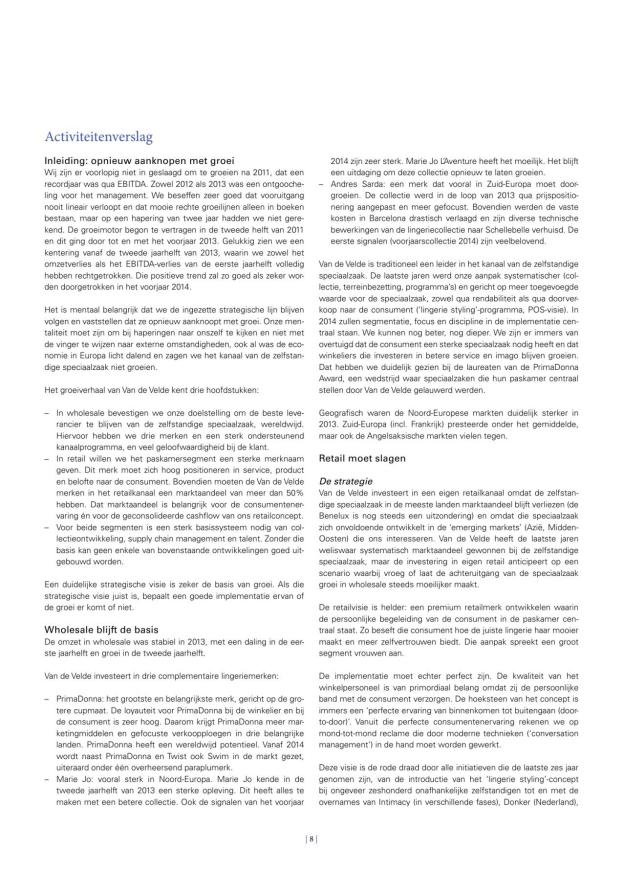 Activiteitenverslag
Inleiding: opnieuw aanknopen met groei
Wij zijn er voorlopig niet in geslaagd om te groeien na 2011, dat een
recordjaar was qua EBITDA. Zowel 2012 als 2013 was een ontgooche-
ling voor het management. We beseffen zeer goed dat vooruitgang
nooit lineair verloopt en dat mooie rechte groeilijnen alleen in boeken
bestaan, maar op een hapering van twee jaar hadden we niet gere-
kend. De groeimotor begon te vertragen in de tweede helft van 2011
en dit ging door tot en met het voorjaar 2013. Gelukkig zien we een
kentering vanaf de tweede jaarhelft van 2013, waarin we zowel het
omzetverlies als het EBITDA-verlies van de eerste jaarhelft volledig
hebben rechtgetrokken. Die positieve trend zal zo goed als zeker wor-
den doorgetrokken in het voorjaar 2014.
Het is mentaal belangrijk dat we de ingezette strategische lijn blijven
volgen en vaststellen dat ze opnieuw aanknoopt met groei. Onze men-
taliteit moet zijn om bij haperingen naar onszelf te kijken en niet met
de vinger te wijzen naar externe omstandigheden, ook al was de eco-
nomie in Europa licht dalend en zagen we het kanaal van de zelfstan-
dige speciaalzaak niet groeien.
Het groeiverhaal van Van de Velde kent drie hoofdstukken:
– In wholesale bevestigen we onze doelstelling om de beste leve-
rancier te blijven van de zelfstandige speciaalzaak, wereldwijd.
Hiervoor hebben we drie merken en een sterk ondersteunend
kanaalprogramma, en veel geloofwaardigheid bij de klant.
– In retail willen we het paskamersegment een sterke merknaam
geven. Dit merk moet zich hoog positioneren in service, product
en belofte naar de consument. Bovendien moeten de Van de Velde
merken in het retailkanaal een marktaandeel van meer dan 50%
hebben. Dat marktaandeel is belangrijk voor de consumentener-
varing én voor de geconsolideerde cashflow van ons retailconcept.
– Voor beide segmenten is een sterk basissysteem nodig van col-
lectieontwikkeling, supply chain management en talent. Zonder die
basis kan geen enkele van bovenstaande ontwikkelingen goed uit-
gebouwd worden.
Een duidelijke strategische visie is zeker de basis van groei. Als die
strategische visie juist is, bepaalt een goede implementatie ervan of
de groei er komt of niet.
Wholesale blijft de basis
De omzet in wholesale was stabiel in 2013, met een daling in de eer-
ste jaarhelft en groei in de tweede jaarhelft.
Van de Velde investeert in drie complementaire lingeriemerken:
– PrimaDonna: het grootste en belangrijkste merk, gericht op de gro-
tere cupmaat. De loyauteit voor PrimaDonna bij de winkelier en bij
de consument is zeer hoog. Daarom krijgt PrimaDonna meer mar-
ketingmiddelen en gefocuste verkoopploegen in drie belangrijke
landen. PrimaDonna heeft een wereldwijd potentieel. Vanaf 2014
wordt naast PrimaDonna en Twist ook Swim in de markt gezet,
uiteraard onder één overheersend paraplumerk.
– Marie Jo: vooral sterk in Noord-Europa. Marie Jo kende in de
tweede jaarhelft van 2013 een sterke opleving. Dit heeft alles te
maken met een betere collectie. Ook de signalen van het voorjaar
2014 zijn zeer sterk. Marie Jo L'Aventure heeft het moeilijk. Het blijft
een uitdaging om deze collectie opnieuw te laten groeien.
– Andres Sarda: een merk dat vooral in Zuid-Europa moet door-
groeien. De collectie werd in de loop van 2013 qua prijspositio-
nering aangepast en meer gefocust. Bovendien werden de vaste
kosten in Barcelona drastisch verlaagd en zijn diverse technische
bewerkingen van de lingeriecollectie naar Schellebelle verhuisd. De
eerste signalen (voorjaarscollectie 2014) zijn veelbelovend.
Van de Velde is traditioneel een leider in het kanaal van de zelfstandige
speciaalzaak. De laatste jaren werd onze aanpak systematischer (col-
lectie, terreinbezetting, programma's) en gericht op meer toegevoegde
waarde voor de speciaalzaak, zowel qua rendabiliteit als qua doorver-
koop naar de consument ('lingerie styling'-programma, POS-visie). In
2014 zullen segmentatie, focus en discipline in de implementatie cen-
traal staan. We kunnen nog beter, nog dieper. We zijn er immers van
overtuigd dat de consument een sterke speciaalzaak nodig heeft en dat
winkeliers die investeren in betere service en imago blijven groeien.
Dat hebben we duidelijk gezien bij de laureaten van de PrimaDonna
Award, een wedstrijd waar speciaalzaken die hun paskamer centraal
stellen door Van de Velde gelauwerd werden.
Geografisch waren de Noord-Europese markten duidelijk sterker in
2013. Zuid-Europa (incl. Frankrijk) presteerde onder het gemiddelde,
maar ook de Angelsaksische markten vielen tegen.
Retail moet slagen
De strategie
Van de Velde investeert in een eigen retailkanaal omdat de zelfstan-
dige speciaalzaak in de meeste landen marktaandeel blijft verliezen (de
Benelux is nog steeds een uitzondering) en omdat die speciaalzaak
zich onvoldoende ontwikkelt in de 'emerging markets' (Azië, Midden-
Oosten) die ons interesseren. Van de Velde heeft de laatste jaren
weliswaar systematisch marktaandeel gewonnen bij de zelfstandige
speciaalzaak, maar de investering in eigen retail anticipeert op een
scenario waarbij vroeg of laat de achteruitgang van de speciaalzaak
groei in wholesale steeds moeilijker maakt.
De retailvisie is helder: een premium retailmerk ontwikkelen waarin
de persoonlijke begeleiding van de consument in de paskamer cen-
traal staat. Zo beseft die consument hoe de juiste lingerie haar mooier
maakt en meer zelfvertrouwen biedt. Die aanpak spreekt een groot
segment vrouwen aan.
De implementatie moet echter perfect zijn. De kwaliteit van het
winkelpersoneel is van primordiaal belang omdat zij de persoonlijke
band met de consument verzorgen. De hoeksteen van het concept is
immers een 'perfecte ervaring van binnenkomen tot buitengaan (door-
to-door)'. Vanuit die perfecte consumentenervaring rekenen we op
mond-tot-mond reclame die door moderne technieken ('conversation
management') in de hand moet worden gewerkt.
Deze visie is de rode draad door alle initiatieven die de laatste zes jaar
genomen zijn, van de introductie van het 'lingerie styling'-concept
bij ongeveer zeshonderd onafhankelijke zelfstandigen tot en met de
overnames van Intimacy (in verschillende fases), Donker (Nederland),
| 8 |